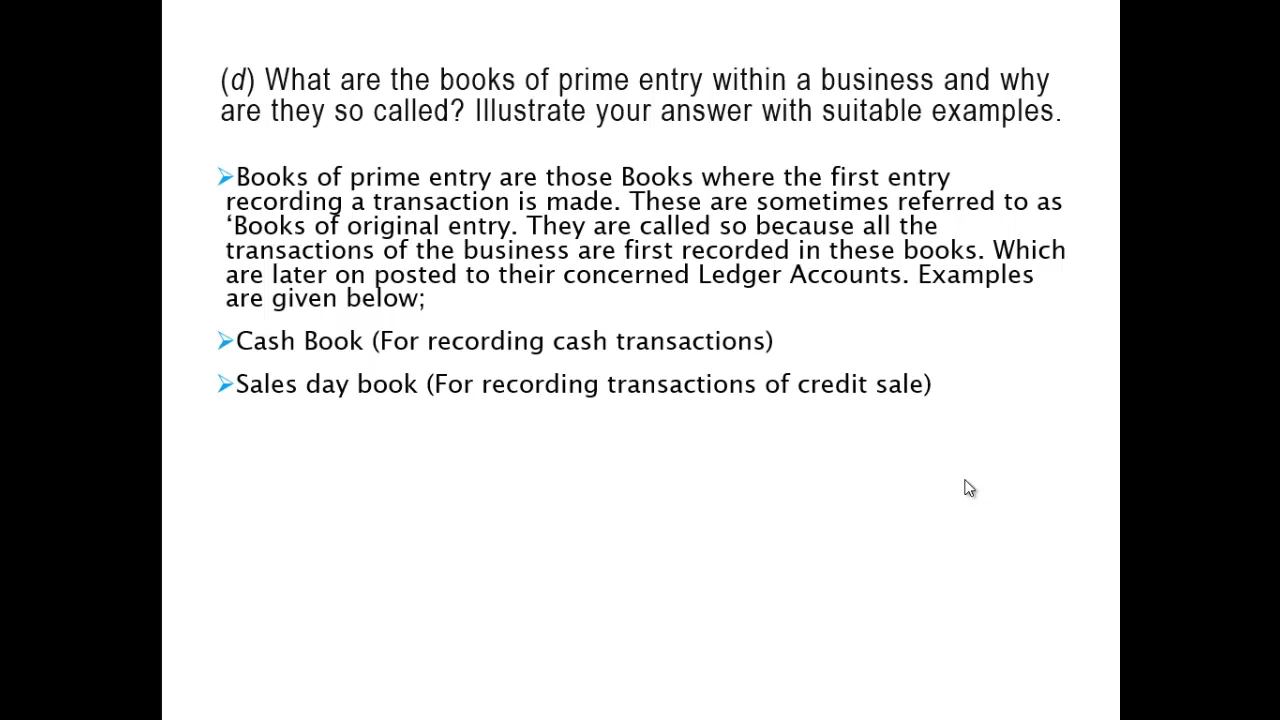 (d) What are the books of prime entry within a business and why
are they so called? Illustrate your answer with suitable examples.
➢Books of prime entry are those Books where the first entry
recording a transaction is made. These are sometimes referred to as
‘Books of original entry. They are called so because all the
transactions of the business are first recorded in these books. Which
are later on posted to their concerned Ledger Accounts. Examples
are given below;
➢Cash Book (For recording cash transactions)
➢Sales day book (For recording transactions of credit sale)